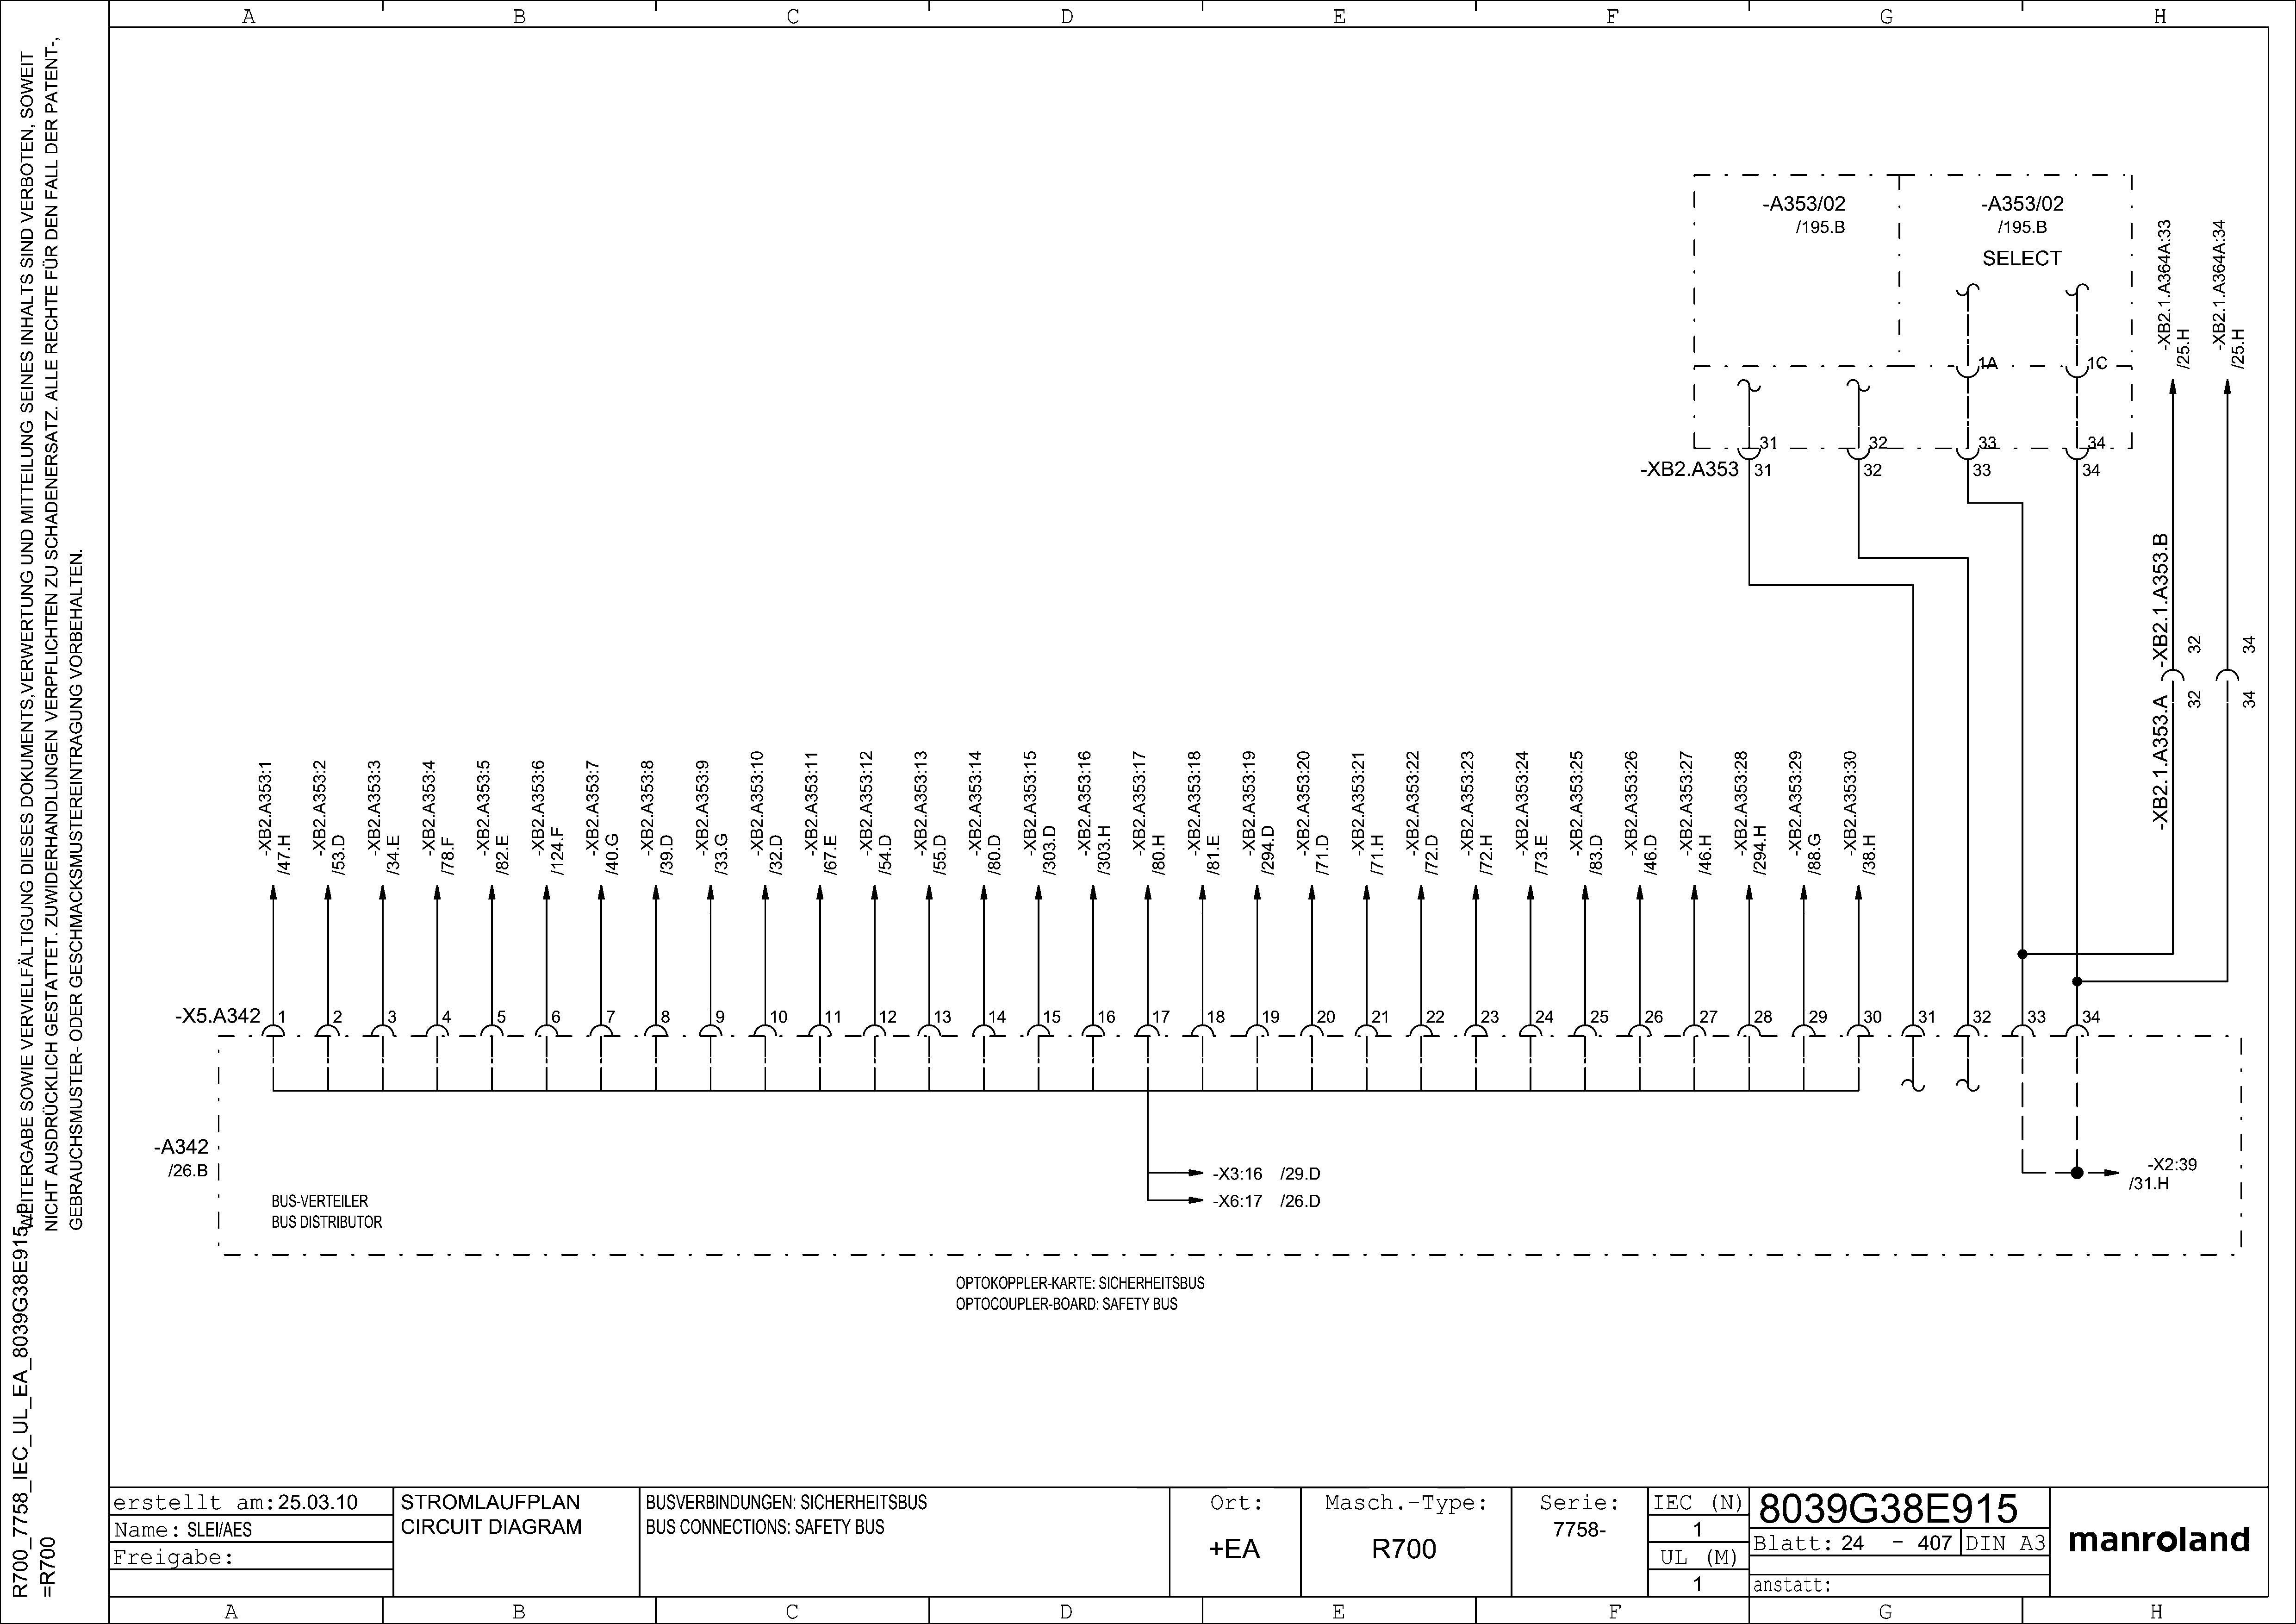 A B C D E F G H
WEITERGABE SOWIE VERVIELFÄLTIGUNG DIESES DOKUMENTS,VERWERTUNG UND MITTEILUNG SEINES INHALTS SIND VERBOTEN, SOWEIT
NICHT AUSDRÜCKLICH GESTATTET. ZUWIDERHANDLUNGEN VERPFLICHTEN ZU SCHADENERSATZ. ALLE RECHTE FÜR DEN FALL DER PATENT-,
GEBRAUCHSMUSTER- ODER GESCHMACKSMUSTEREINTRAGUNG VORBEHALTEN.
R700_7758_IEC_UL_EA_8039G38E915_D
=R700
-A353/02
/195.B
-A353/02
/195.B
SELECT
1A 1C
31 32 33 34
-XB2.A353 31 32 33 34
-XB2.1.A364A:33
/25.H
-XB2.1.A364A:34
/25.H
-XB2.1.A353.B 32 34
-XB2.1.A353.A 32 34
-XB2.A353:1
/47.H
-XB2.A353:2
/53.D
-XB2.A353:3
/34.E
-XB2.A353:4
/78.F
-XB2.A353:5
/82.E
-XB2.A353:6
/124.F
-XB2.A353:7
/40.G
-XB2.A353:8
/39.D
-XB2.A353:9
/33.G
-XB2.A353:10
/32.D
-XB2.A353:11
/67.E
-XB2.A353:12
/54.D
-XB2.A353:13
/55.D
-XB2.A353:14
/80.D
-XB2.A353:15
/303.D
-XB2.A353:16
/303.H
-XB2.A353:17
/80.H
-XB2.A353:18
/81.E
-XB2.A353:19
/294.D
-XB2.A353:20
/71.D
-XB2.A353:21
/71.H
-XB2.A353:22
/72.D
-XB2.A353:23
/72.H
-XB2.A353:24
/73.E
-XB2.A353:25
/83.D
-XB2.A353:26
/46.D
-XB2.A353:27
/46.H
-XB2.A353:28
/294.H
-XB2.A353:29
/88.G
-XB2.A353:30
/38.H
-X5.A342 1 2 3 4 5 6 7 8 9 10 11 12 13 14 15 16 17 18 19 20 21 22 23 24 25 26 27 28 29 30 31 32 33 34
-A342
/26.B
-X3:16 /29.D
-X6:17 /26.D
-X2:39
/31.H
BUS-VERTEILER
BUS DISTRIBUTOR
OPTOKOPPLER-KARTE: SICHERHEITSBUS
OPTOCOUPLER-BOARD: SAFETY BUS
erstellt am: 25.03.10
Name: SLEI/AES
Freigabe:
STROMLAUFPLAN
CIRCUIT DIAGRAM
BUSVERBINDUNGEN: SICHERHEITSBUS
BUS CONNECTIONS: SAFETY BUS
Ort:
+EA
Masch.-Type:
R700
Serie:
7758-
IEC (N)
1
UL (M)
1
8039G38E915
Blatt: 24 - 407 DIN A3
anstatt:
manroland
A B C D E F G H